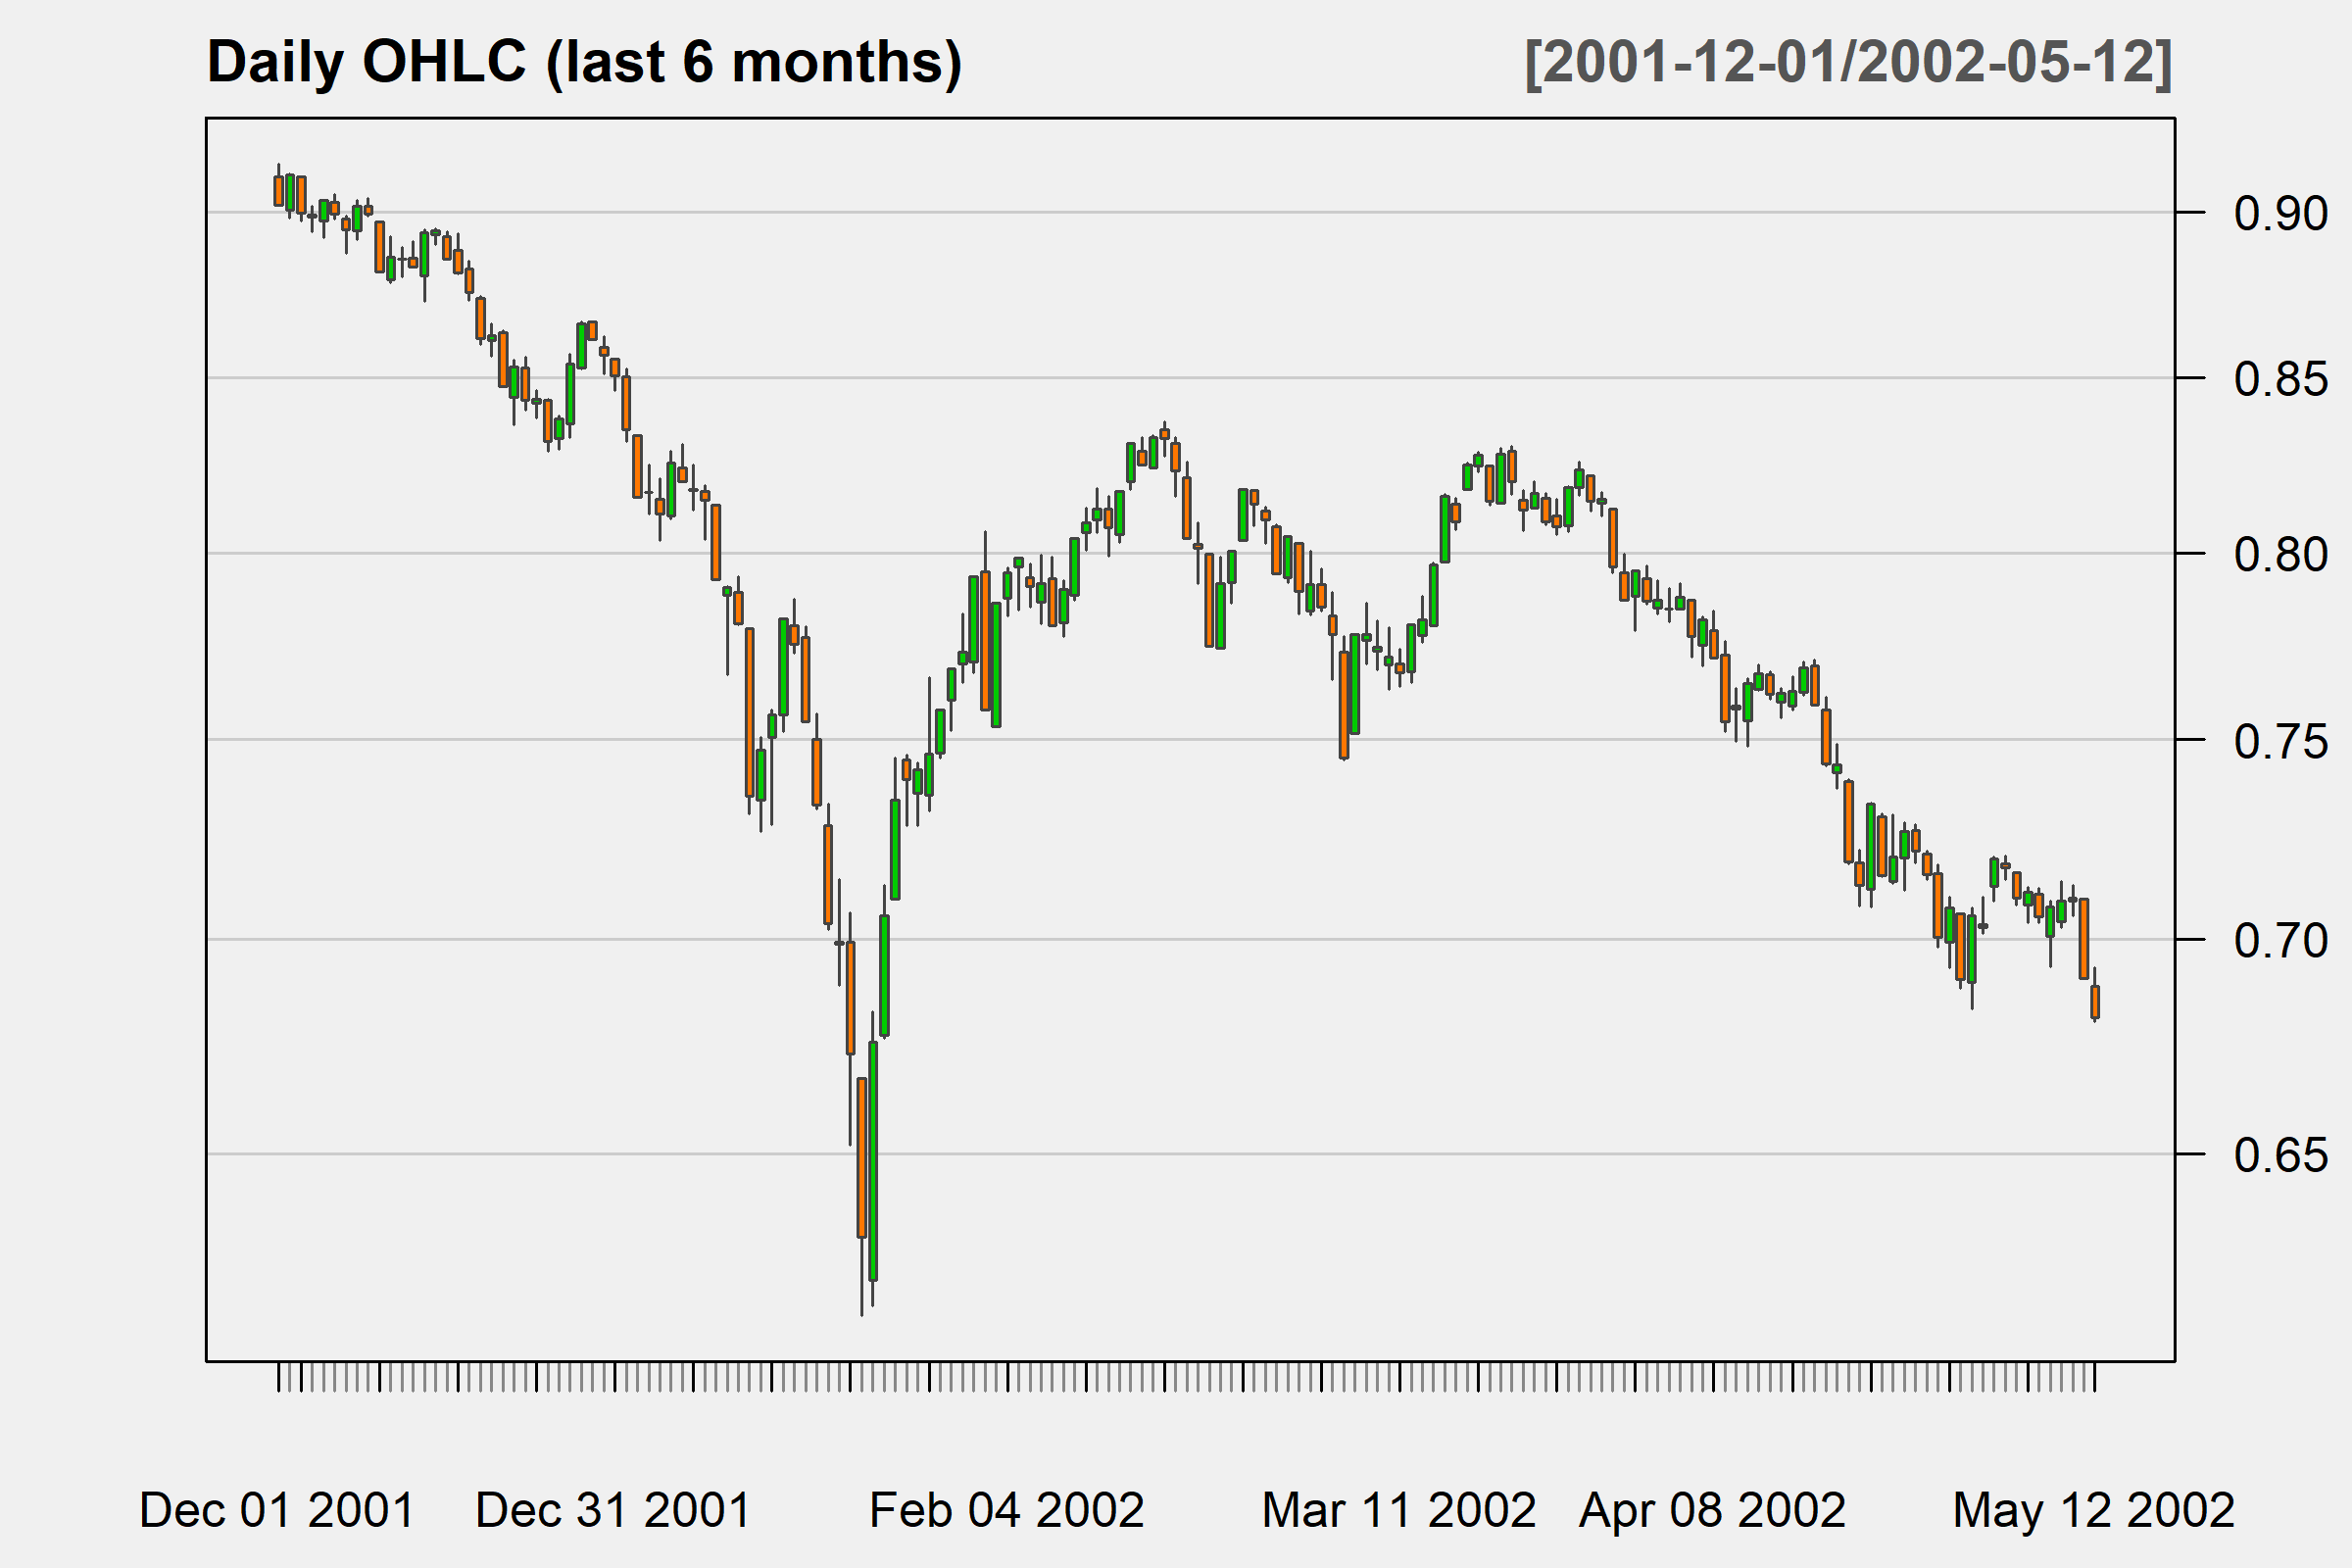 Daily OHLC (last 6 months)
[2001-12-01/2002-05-12]
0.90
0.85
0.80
0.75
0.70
0.65
Dec 01 2001
Dec 31 2001
Feb 04 2002
Mar 11 2002
Apr 08 2002
May 12 2002